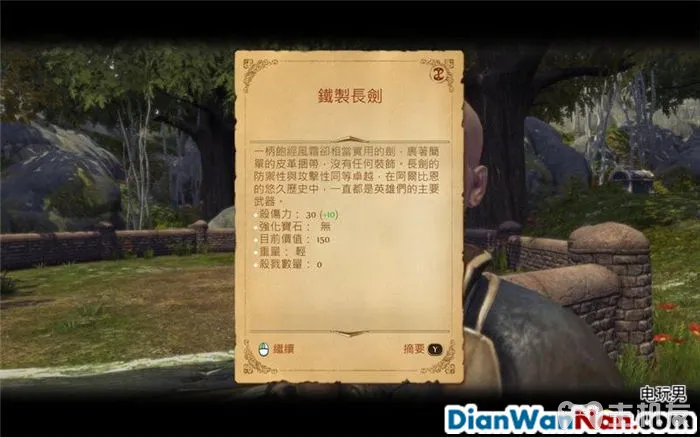 鐵製長劍
一柄飽經風霜卻相當實用的劍，裹著簡
單的皮革捆帶，沒有任何裝飾。長劍的
防禦性與攻擊性同等卓越，在阿爾比恩
的悠久歷史中，一直都是英雄們的主要
武器。
殺傷力： 30 (+10)
強化寶石： 無
目前價值： 150
重量： 輕
殺戮數量： 0
繼續
摘要 Y
电玩男
DianWanNan.com